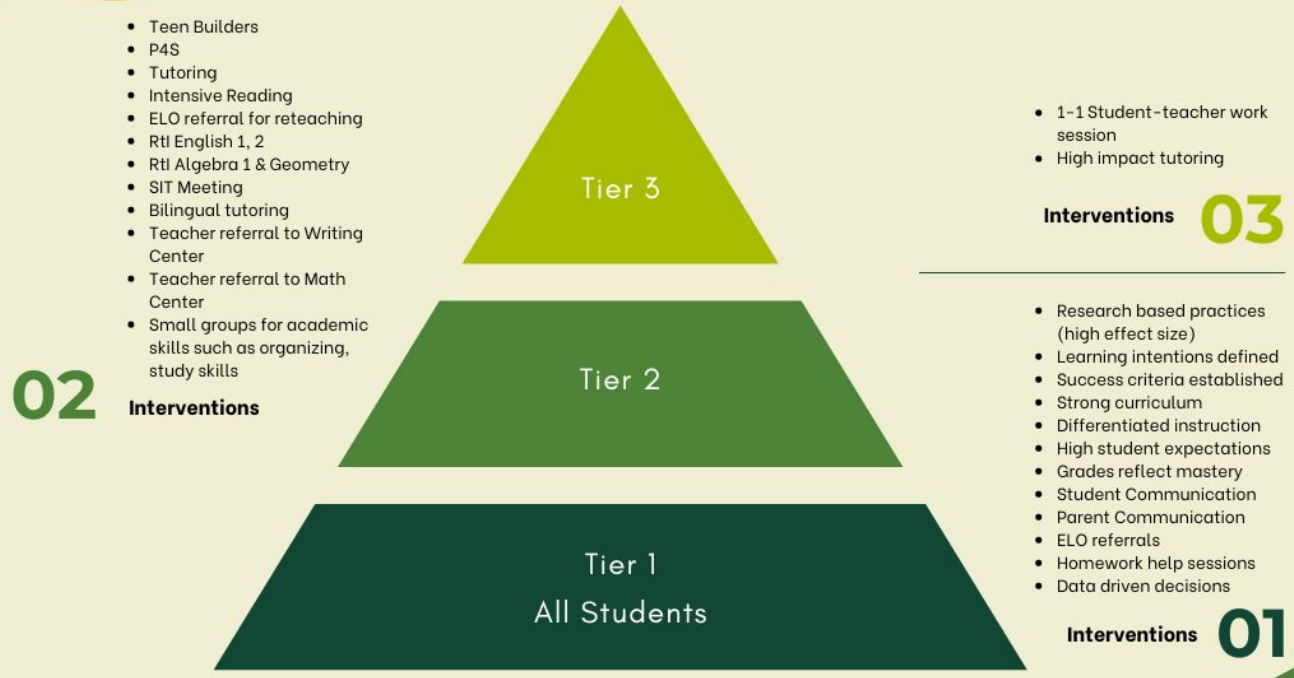 • Teen Builders
• P4S
• Tutoring
• Intensive Reading
• ELO referral for reteaching
• RtI English 1, 2
• RtI Algebra 1 & Geometry
• SIT Meeting
• Bilingual tutoring
• Teacher referral to Writing
Center
• Teacher referral to Math
Center
• Small groups for academic
skills such as organizing,
study skills
02
Interventions
Tier 3
Tier 2
Tier 1
All Students
• 1-1 Student-teacher work
session
• High impact tutoring
Interventions
03
• Research based practices
(high effect size)
• Learning intentions defined
• Success criteria established
• Strong curriculum
• Differentiated instruction
• High student expectations
• Grades reflect mastery
• Student Communication
• Parent Communication
• ELO referrals
• Homework help sessions
• Data driven decisions
Interventions
01